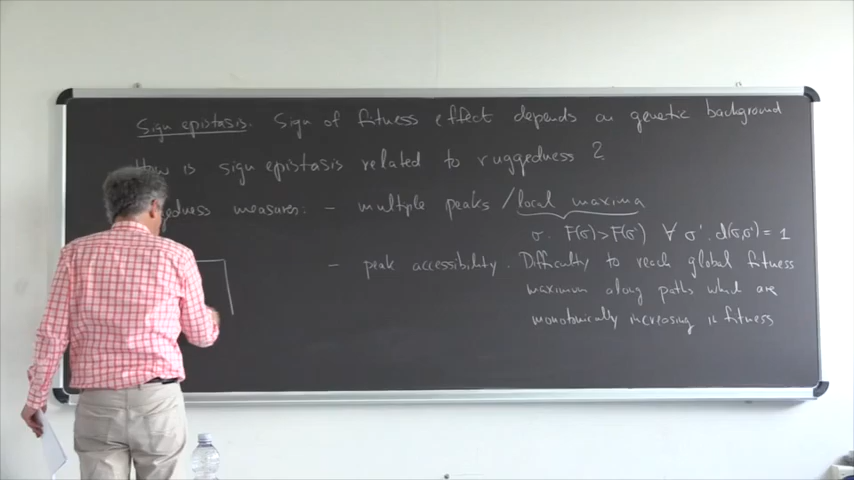 Sign epistasis. Sign of fitness effect depends on genetic background
How is sign epistasis related to ruggedness ?
edness measures: - multiple peaks / local maxima
σ. F(σ) > F(σ') ∀ σ'. d(σ,σ') = 1
- peak accessibility. Difficulty to reach global fitness
maximum along paths which are
monotonically increasing in fitness